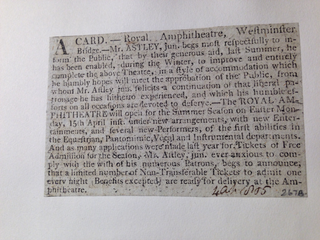 A CARD.—Royal Amphitheatre, Westminster
Bridge.—Mr. ASTLEY, Jun. begs most respectfully to in-
form the Public, that by their generous aid, last Summer, he
has been enabled, during the Winter, to improve and entirely
complete the above Theatre, in a style of accommodation which
he humbly hopes will meet the approbation of the Public, from
whom Mr. Astley jun. solicits a continuation of that liberal pa-
tronage he has hitherto experienced, and which his humble ef-
forts on all occasions are devoted to deserve.—The ROYAL AM-
PHITHEATRE will open for the Summer Season on Easter Mon-
day, 15th April inst. under new arrangements, with new Enter-
tainments, and several new Performers, of the first abilities in
the Equestrian, Pantomimic, Vocal and Instrumental departments.
And as many applications were made last year for Tickets of Free
Admission for the Season, Mr. Astley, jun. ever anxious to com-
ply with the wish of his numerous Patrons, begs to announce,
that a limited number of Non-Transferable Tickets to admit one
every night (Benefits excepted) are ready for delivery at the Am-
phitheatre.
267A